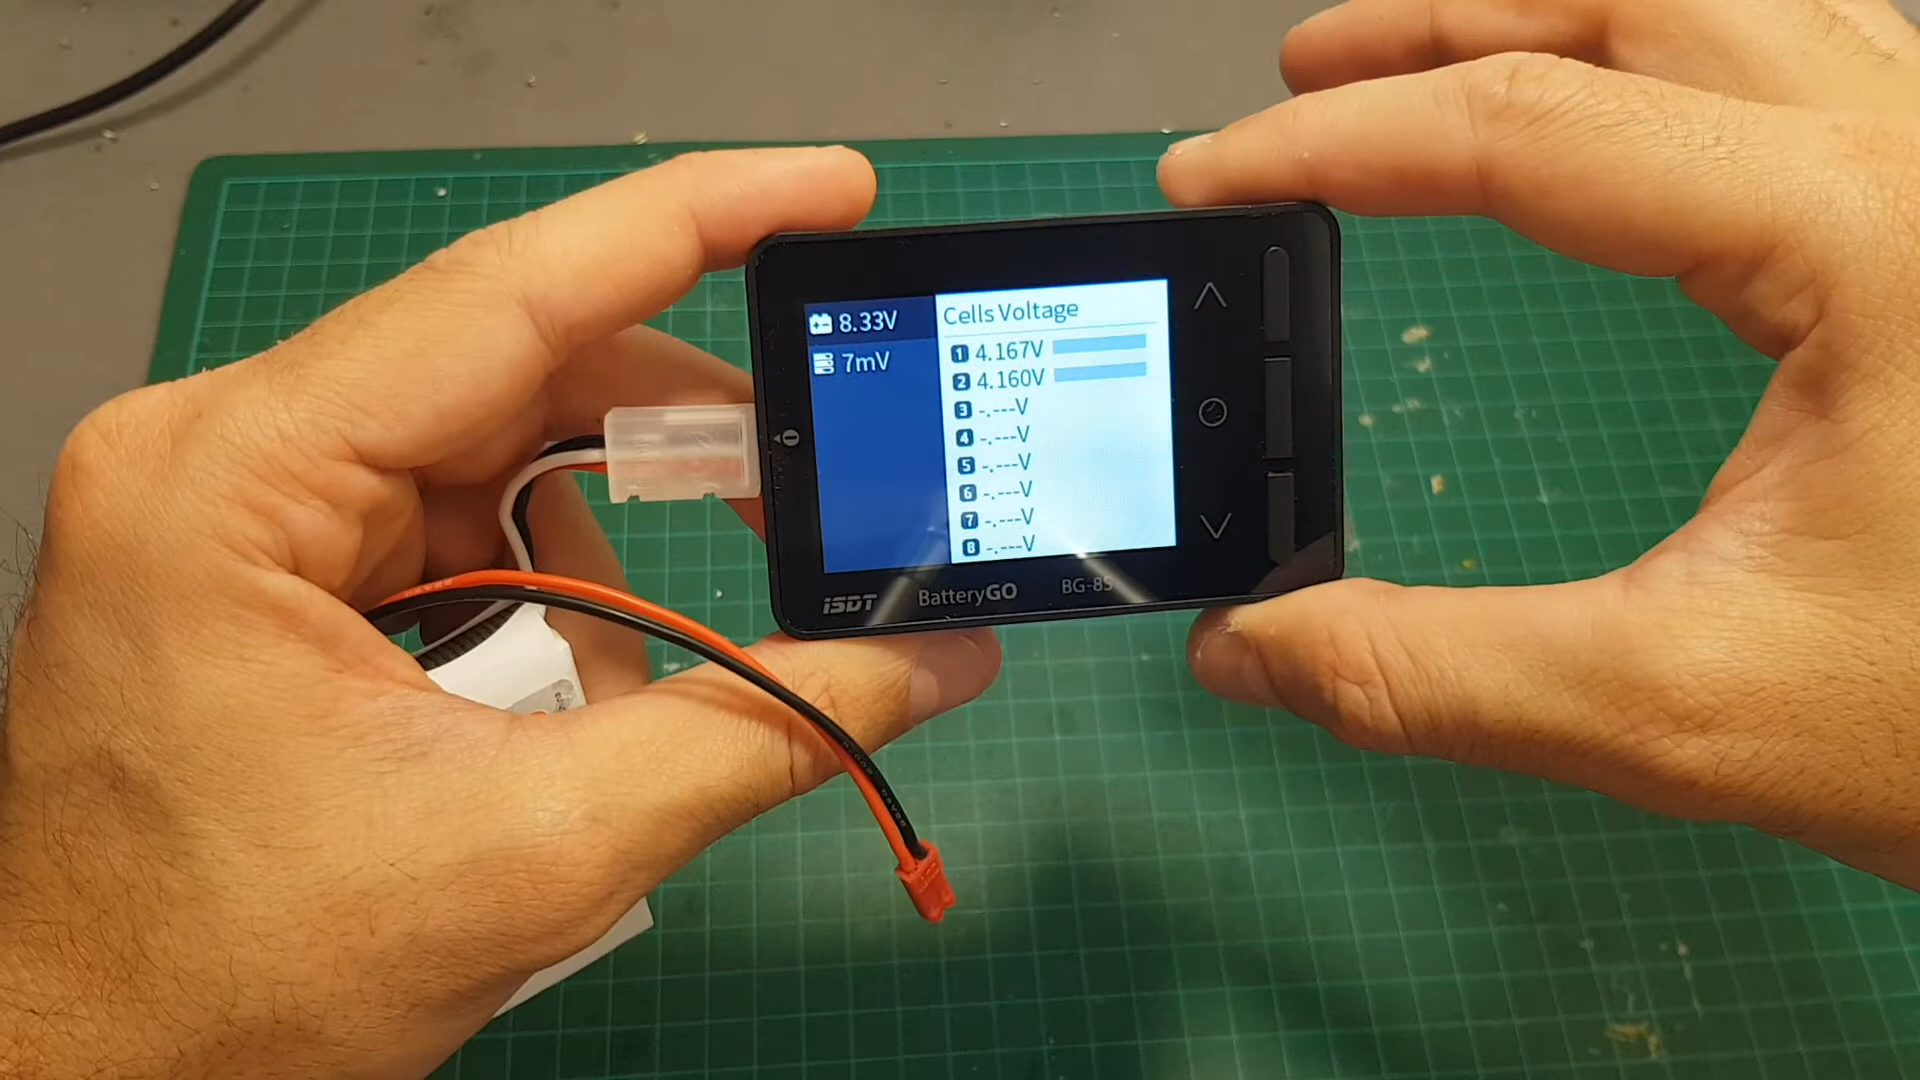 8.33V
7mV
Cells Voltage
1 4.167V
2 4.160V
3 -.---V
4 -.---V
5 -.---V
6 -.---V
7 -.---V
8 -.---V
iSDT BatteryGO BG-8S